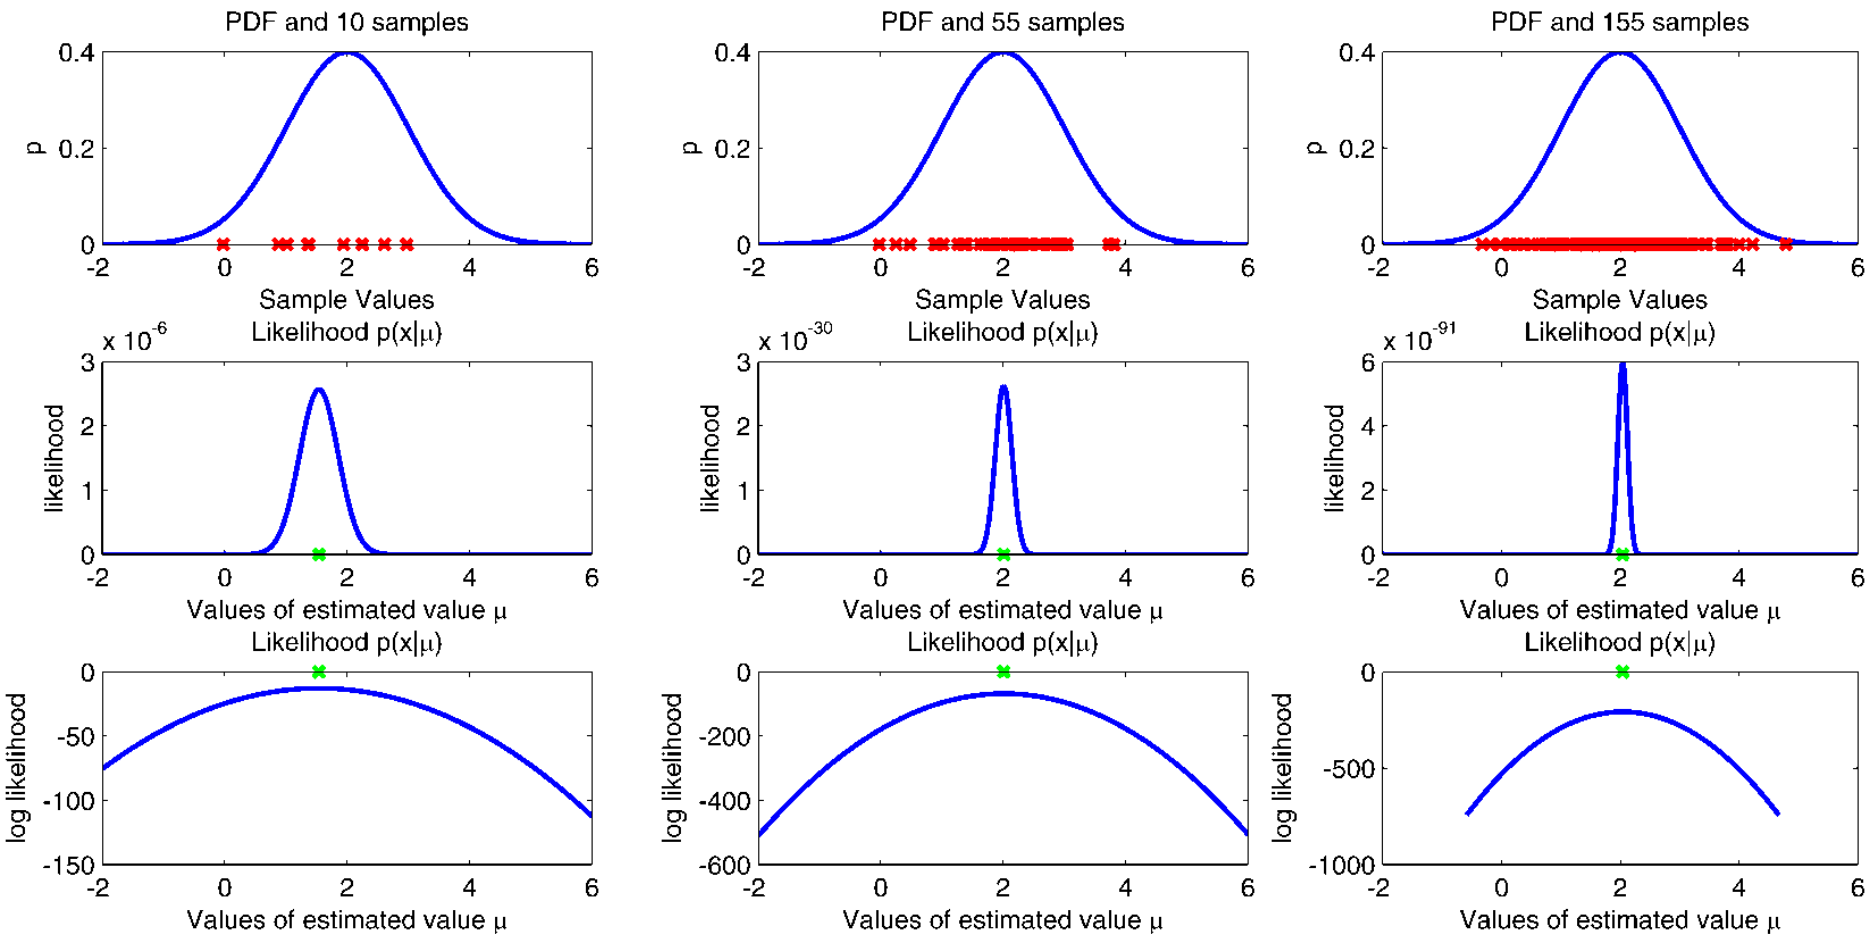 PDF and 10 samples
0.4
0.2
0
p
-2 0 2 4 6
Sample Values
PDF and 55 samples
0.4
0.2
0
p
-2 0 2 4 6
Sample Values
PDF and 155 samples
0.4
0.2
0
p
-2 0 2 4 6
Sample Values
x 10^-6
Likelihood p(x|μ)
3
2
1
0
likelihood
-2 0 2 4 6
Values of estimated value μ
x 10^-30
Likelihood p(x|μ)
3
2
1
0
likelihood
-2 0 2 4 6
Values of estimated value μ
x 10^-91
Likelihood p(x|μ)
6
4
2
0
likelihood
-2 0 2 4 6
Values of estimated value μ
Likelihood p(x|μ)
0
-50
-100
-150
log likelihood
-2 0 2 4 6
Values of estimated value μ
Likelihood p(x|μ)
0
-200
-400
-600
log likelihood
-2 0 2 4 6
Values of estimated value μ
Likelihood p(x|μ)
0
-500
-1000
log likelihood
-2 0 2 4 6
Values of estimated value μ